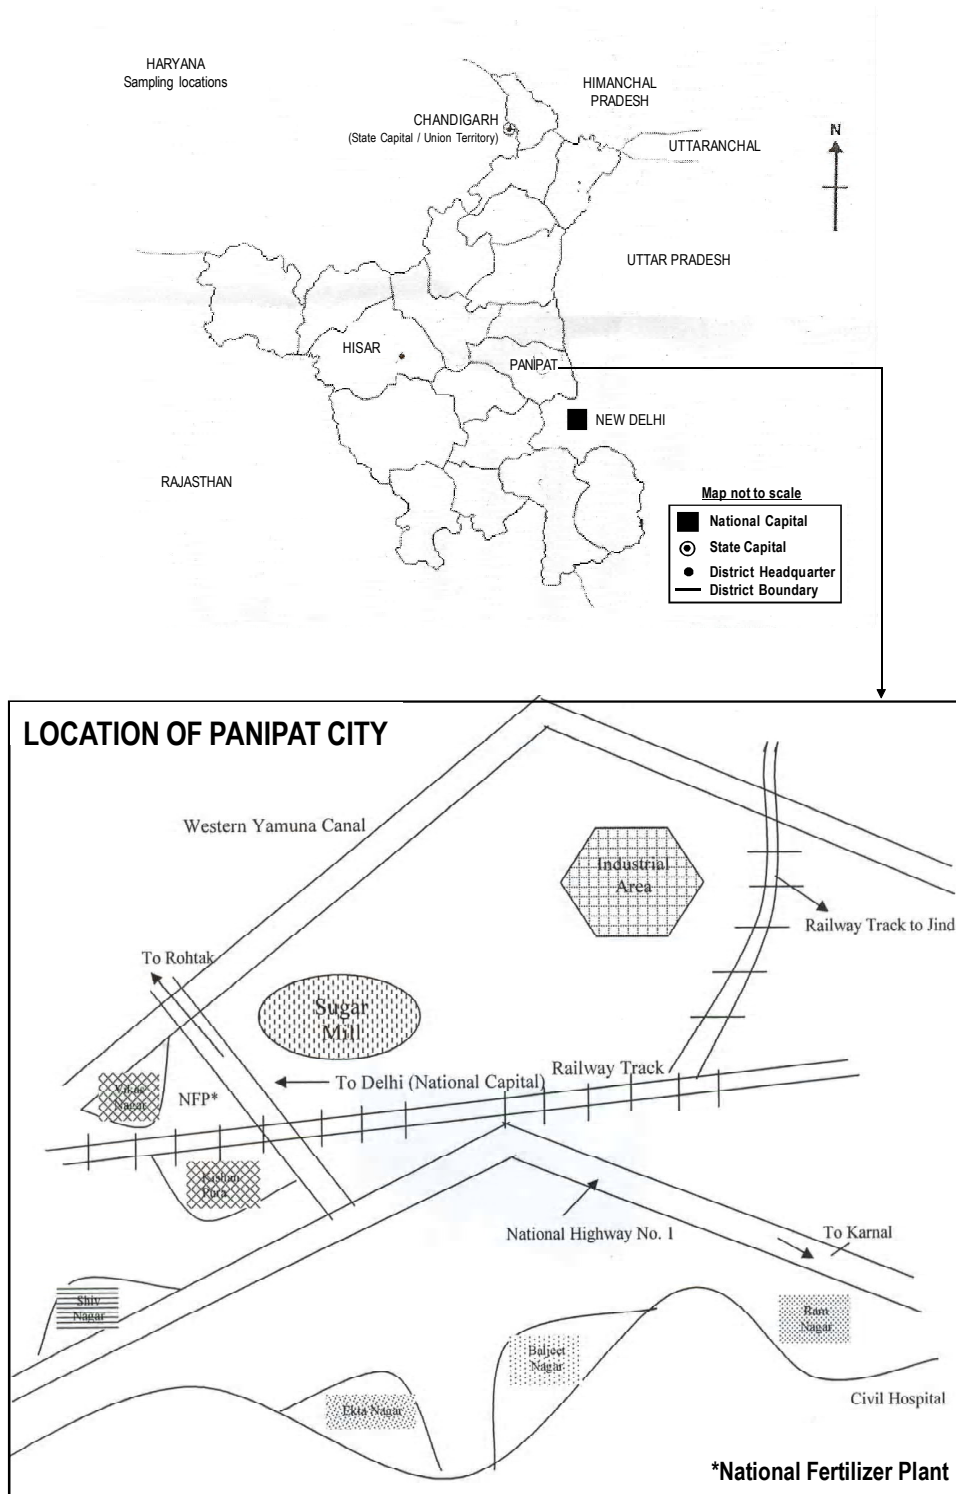 HARYANA
Sampling locations
HIMANCHAL
PRADESH
CHANDIGARH
(State Capital / Union Territory)
UTTARANCHAL
N
UTTAR PRADESH
HISAR
PANIPAT
NEW DELHI
RAJASTHAN
Map not to scale
National Capital
State Capital
District Headquarter
District Boundary
LOCATION OF PANIPAT CITY
Western Yamuna Canal
Industrial
Area
Railway Track to Jind
To Rohtak
Sugar
Mill
Railway Track
To Delhi (National Capital)
Vikas
Nagar
NFP*
Kishan
Pura
National Highway No. 1
To Karnal
Shiv
Nagar
Ram
Nagar
Baljeet
Nagar
Ekta Nagar
Civil Hospital
*National Fertilizer Plant